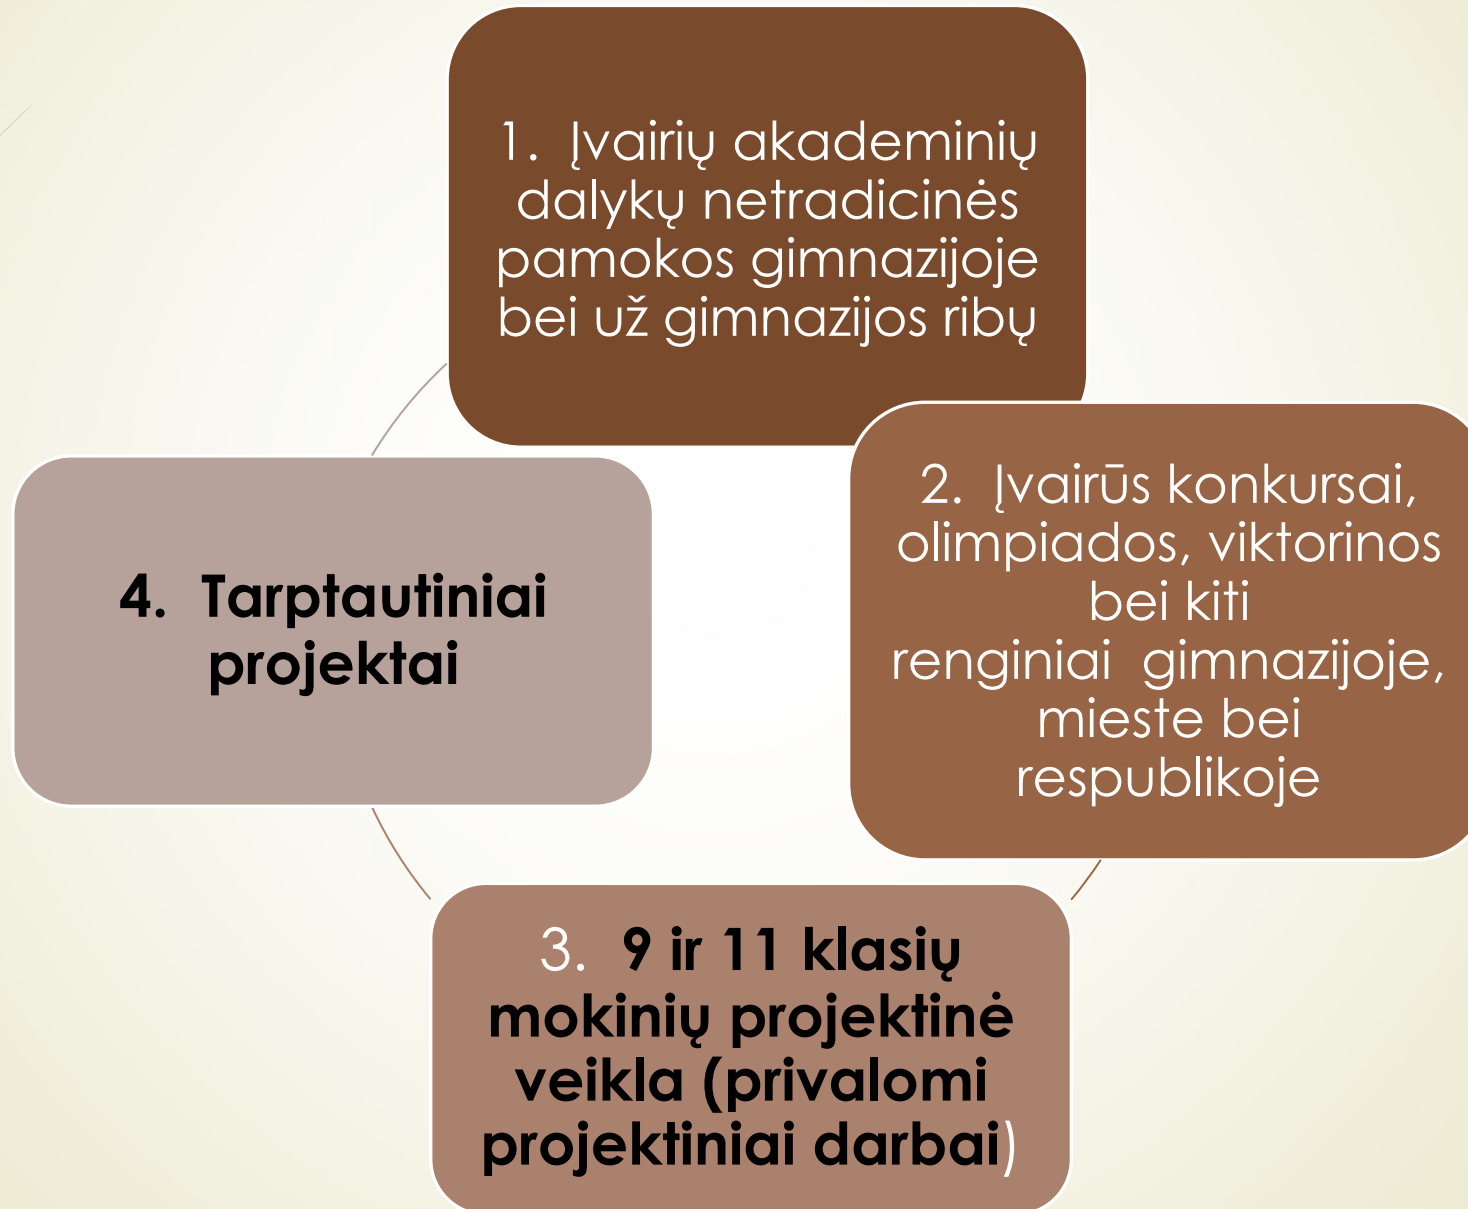 1. Įvairių akademinių
dalykų netradicinės
pamokos gimnazijoje
bei už gimnazijos ribų
2. Įvairūs konkursai,
olimpiados, viktorinos
bei kiti
renginiai gimnazijoje,
mieste bei
respublikoje
3. 9 ir 11 klasių
mokinių projektinė
veikla (privalomi
projektiniai darbai)
4. Tarptautiniai
projektai